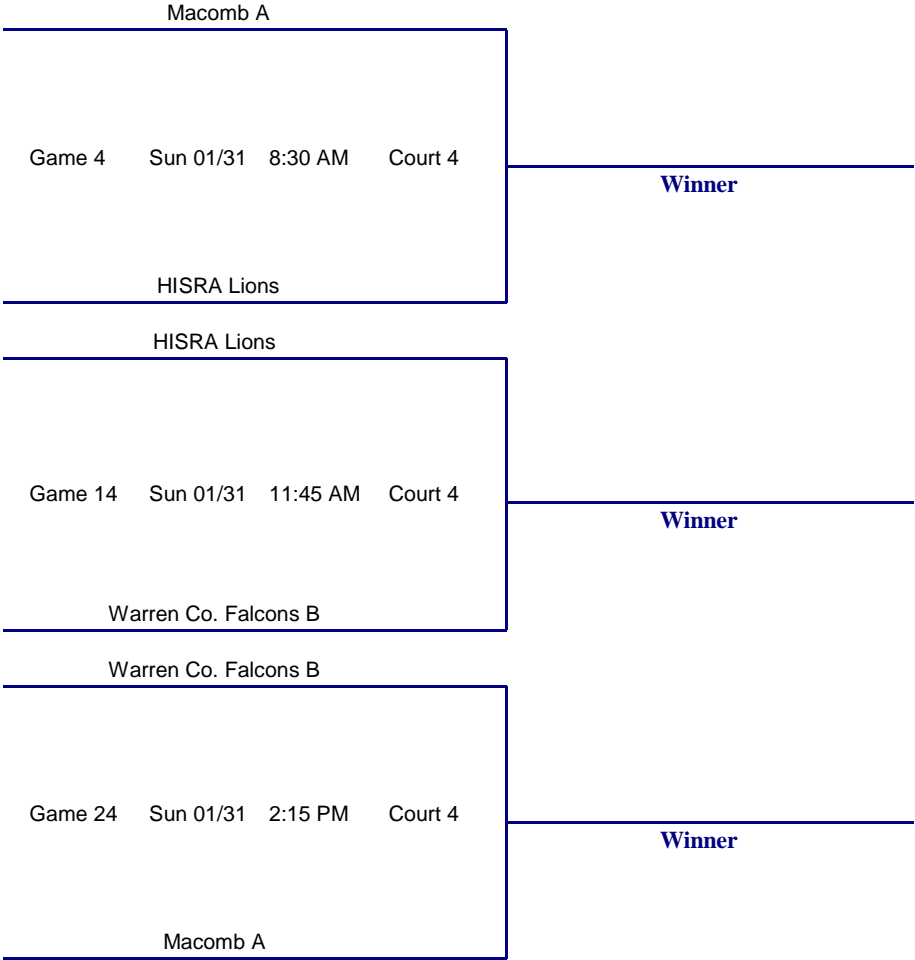 Macomb A
Game 4 Sun 01/31 8:30 AM Court 4
Winner
HISRA Lions
HISRA Lions
Game 14 Sun 01/31 11:45 AM Court 4
Winner
Warren Co. Falcons B
Warren Co. Falcons B
Game 24 Sun 01/31 2:15 PM Court 4
Winner
Macomb A